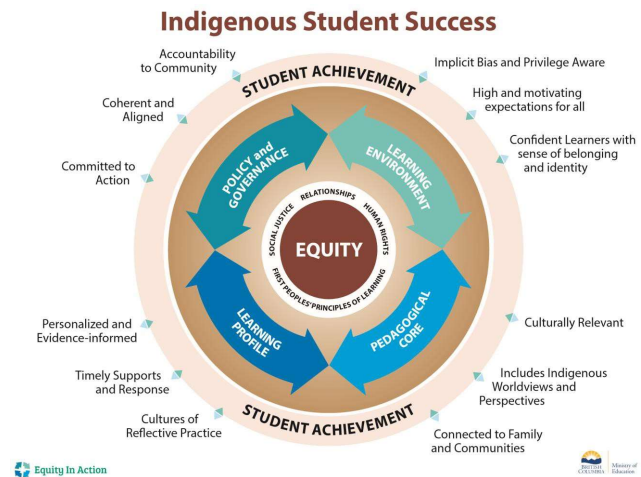 Indigenous Student Success
Accountability
to Community
Coherent and
Aligned
Committed to
Action
STUDENT ACHIEVEMENT
Implicit Bias and Privilege Aware
High and motivating
expectations for all
Confident Learners with
sense of belonging
and identity
POLICY and
GOVERNANCE
LEARNING
ENVIRONMENT
RELATIONSHIPS
SOCIAL JUSTICE
HUMAN RIGHTS
EQUITY
FIRST PEOPLES' PRINCIPLES OF LEARNING
LEARNING
PROFILE
PEDAGOGICAL
CORE
Personalized and
Evidence-informed
Timely Supports
and Response
Cultures of
Reflective Practice
STUDENT ACHIEVEMENT
Culturally Relevant
Includes Indigenous
Worldviews and
Perspectives
Connected to Family
and Communities
Equity In Action
BRITISH
COLUMBIA
Ministry of
Education